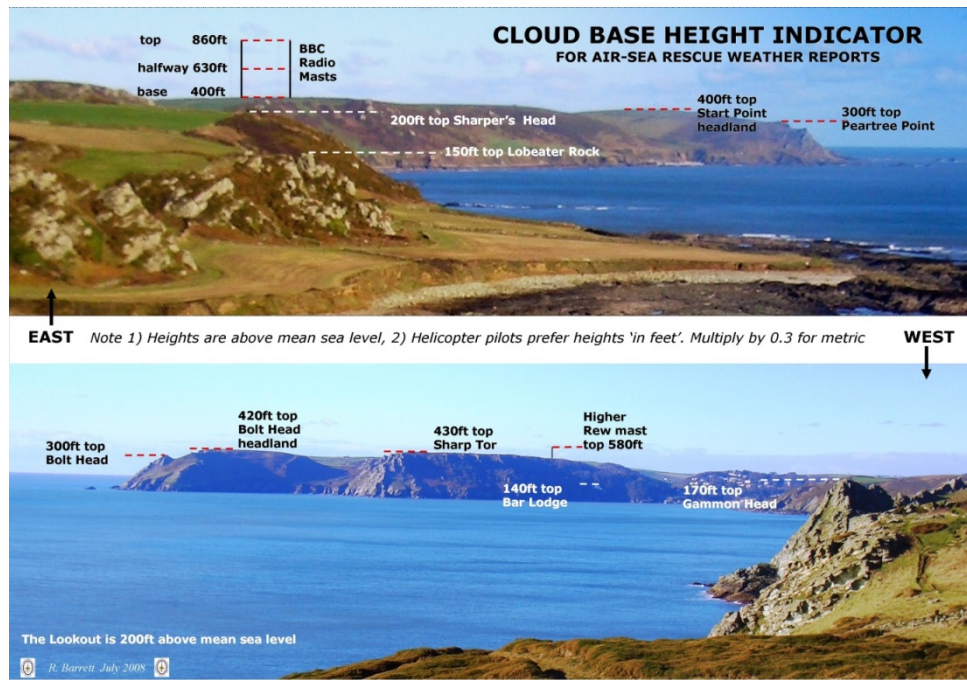 CLOUD BASE HEIGHT INDICATOR
FOR AIR-SEA RESCUE WEATHER REPORTS
top 860ft
halfway 630ft
base 400ft
BBC
Radio
Masts
200ft top Sharper's Head
150ft top Lobeater Rock
400ft top
Start Point
headland
300ft top
Peartree Point
EAST
Note 1) Heights are above mean sea level, 2) Helicopter pilots prefer heights 'in feet'. Multiply by 0.3 for metric
WEST
300ft top
Bolt Head
420ft top
Bolt Head
headland
430ft top
Sharp Tor
Higher
Rew mast
top 580ft
140ft top
Bar Lodge
170ft top
Gammon Head
The Lookout is 200ft above mean sea level
R. Barrett July 2008